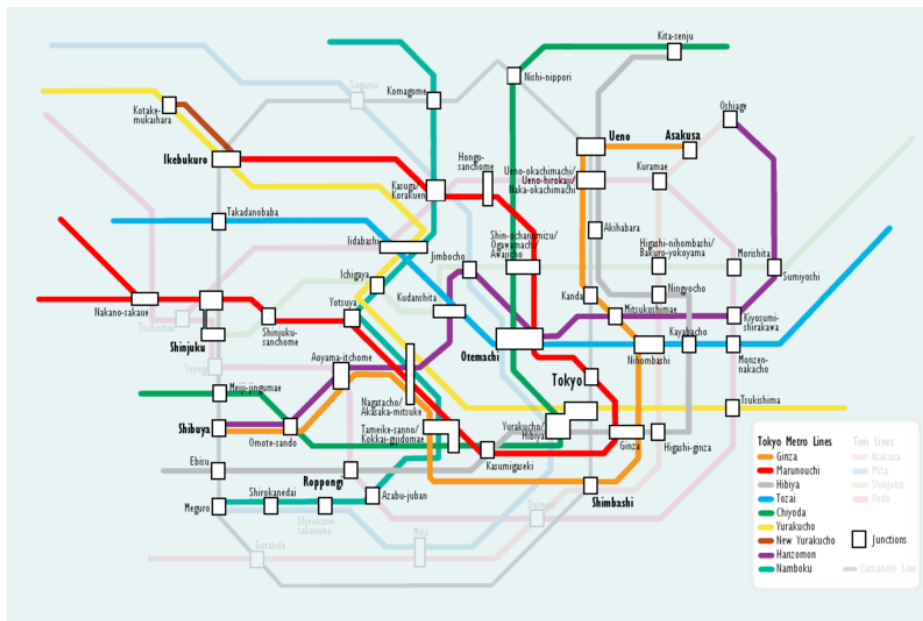 Kita-senju
Nishi-nippori
Sugamo
Komagome
Kotake-
mukaihara
Oshiage
Ueno
Asakusa
Ikebukuro
Hongo-
sanchome
Kasuga/
Korakuen
Ueno-okachimachi/
Ueno-hirokaji/
Naka-okachimachi
Kuramae
Takadanobaba
Akihabara
Iidabashi
Jimbocho
Shin-ochanumizu/
Ogawamachi/
Awajicho
Higashi-nihombashi/
Bakuro-yokoyama
Morishita
Sumiyoshi
Ichigaya
Kudanshita
Ningyocho
Kanda
Mitsukoshimae
Kiyosumi-
shirakawa
Nakano-sakaue
Tochomae
Shinjuku
Shinjuku-
sanchome
Yotsuya
Otemachi
Kayabacho
Nihombashi
Monzen-
nakacho
Yoyogi
Aoyama-itchome
Tokyo
Meiji-jingumae
Nagatacho/
Akasaka-mitsuke
Tsukishima
Shibuya
Omote-sando
Tameike-sanno/
Kokkai-gijidomae
Yurakucho/
Hibiya
Ginza
Higashi-ginza
Kasumigaseki
Ebisu
Roppongi
Azabu-juban
Shimbashi
Meguro
Shirokanedai
Shirokane-
takanawa
Daimon
Mita
Gotanda
Tokyo Metro Lines
Ginza
Marunouchi
Hibiya
Tozai
Chiyoda
Yurakucho
New Yurakucho
Hanzomon
Namboku
Toei Lines
Asakusa
Mita
Shinjuku
Oedo
Junctions
Yamanote Line